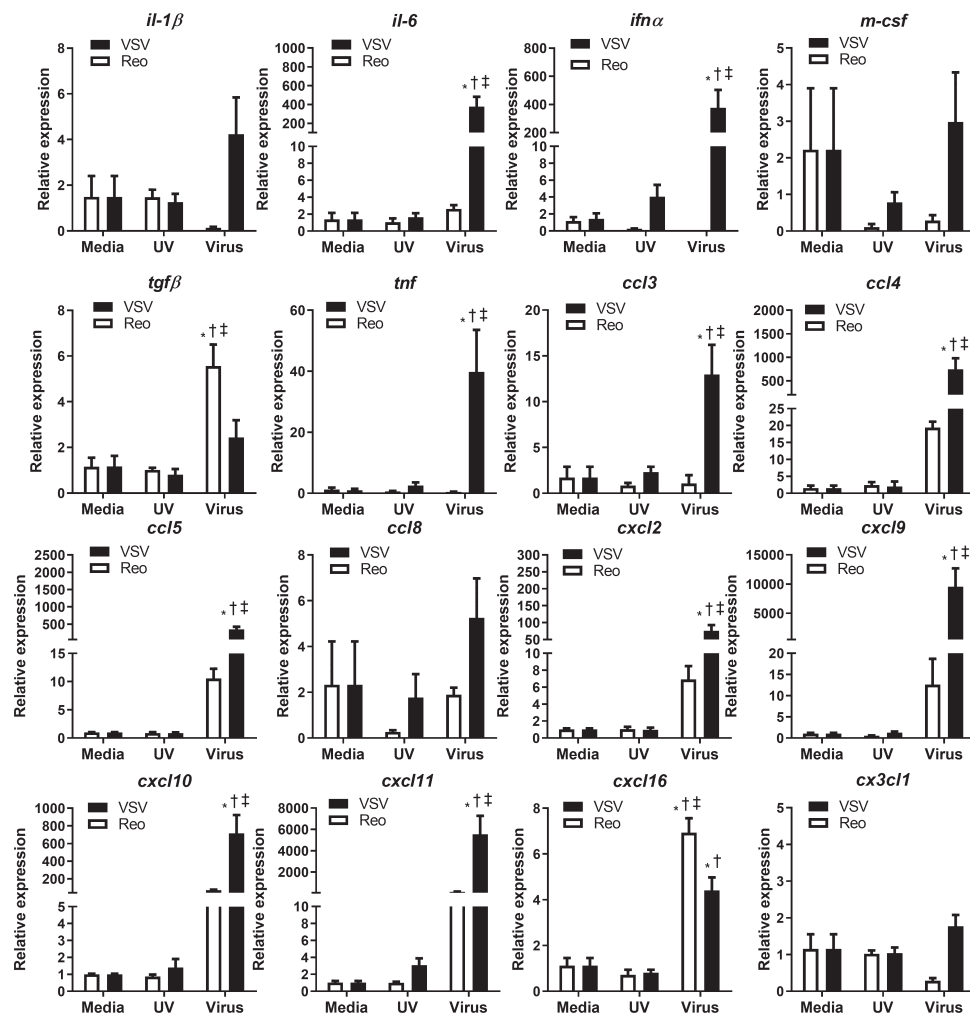 il-1β
VSV
Reo
Relative expression
8
6
4
2
0
Media UV Virus
il-6
VSV
Reo
Relative expression
1000
800
600
400
200
10
8
6
4
2
0
Media UV Virus
*†‡
ifnα
VSV
Reo
Relative expression
800
600
400
200
10
8
6
4
2
0
Media UV Virus
*†‡
m-csf
VSV
Reo
Relative expression
5
4
3
2
1
0
Media UV Virus
tgfβ
VSV
Reo
Relative expression
8
6
4
2
0
Media UV Virus
*†‡
tnf
VSV
Reo
Relative expression
60
40
20
0
Media UV Virus
*†‡
ccl3
VSV
Reo
Relative expression
20
15
10
5
0
Media UV Virus
*†‡
ccl4
VSV
Reo
Relative expression
2000
1500
1000
500
25
20
15
10
5
0
Media UV Virus
*†‡
ccl5
VSV
Reo
Relative expression
2500
2000
1500
1000
500
15
10
5
0
Media UV Virus
*†‡
ccl8
VSV
Reo
Relative expression
8
6
4
2
0
Media UV Virus
cxcl2
VSV
Reo
Relative expression
300
250
200
150
100
50
10
8
6
4
2
0
Media UV Virus
*†‡
cxcl9
VSV
Reo
Relative expression
15000
10000
5000
20
15
10
5
0
Media UV Virus
*†‡
cxcl10
VSV
Reo
Relative expression
1000
800
600
400
200
5
4
3
2
1
0
Media UV Virus
*†‡
cxcl11
VSV
Reo
Relative expression
8000
6000
4000
2000
10
8
6
4
2
0
Media UV Virus
*†‡
cxcl16
VSV
Reo
Relative expression
8
6
4
2
0
Media UV Virus
*†‡
*†
cx3cl1
VSV
Reo
Relative expression
5
4
3
2
1
0
Media UV Virus